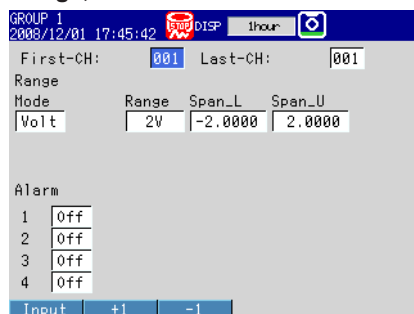 GROUP 1
2008/12/01 17:45:42 STOP DISP 1hour
First-CH: 001 Last-CH: 001
Range
Mode Range Span_L Span_U
Volt 2V -2.0000 2.0000
Alarm
1 Off
2 Off
3 Off
4 Off
Input +1 -1